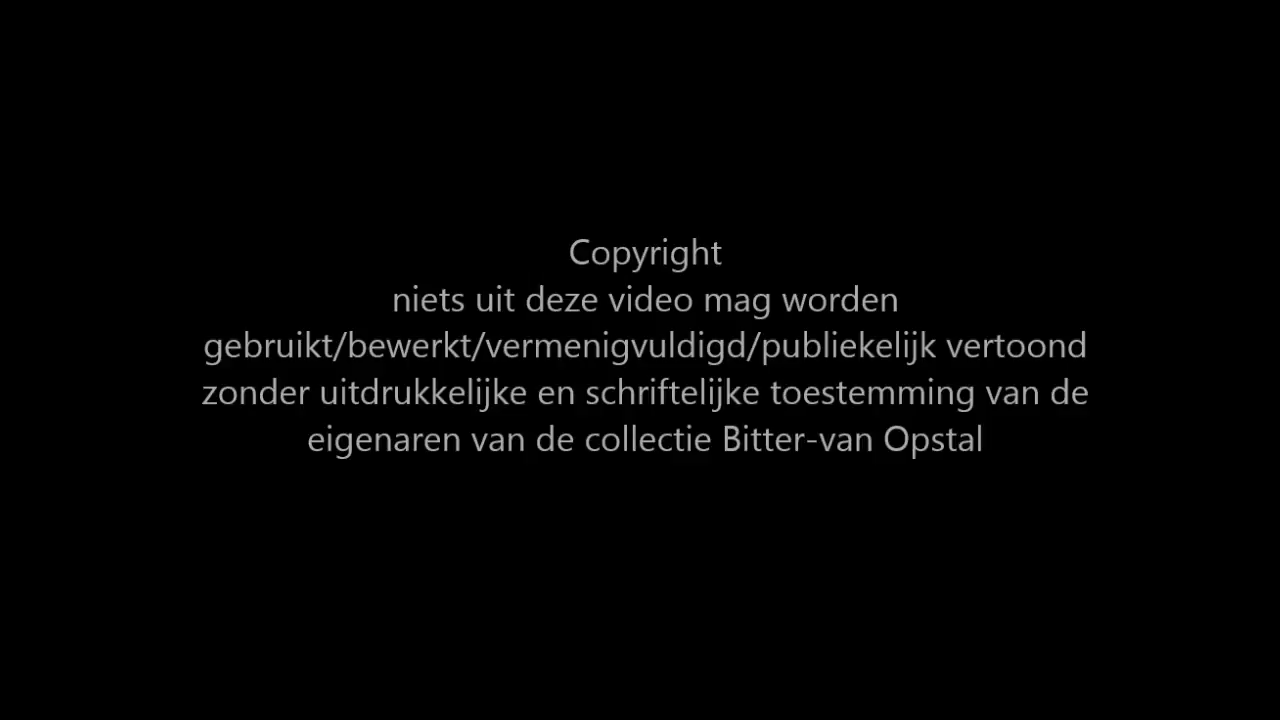 Copyright
niets uit deze video mag worden
gebruikt/bewerkt/vermenigvuldigd/publiekelijk vertoond
zonder uitdrukkelijke en schriftelijke toestemming van de
eigenaren van de collectie Bitter-van Opstal